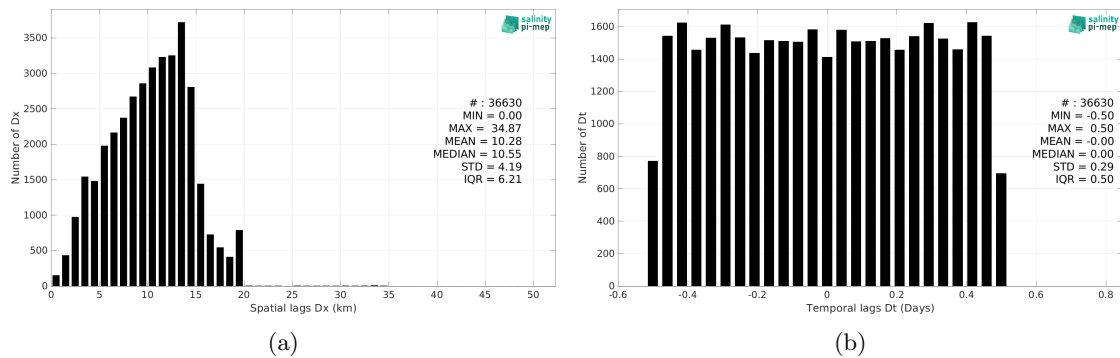 3500
3000
2500
2000
1500
1000
500
0
Number of Dx
0 5 10 15 20 25 30 35 40 45 50
Spatial lags Dx (km)
salinity
pi-mep
# : 36630
MIN = 0.00
MAX = 34.87
MEAN = 10.28
MEDIAN = 10.55
STD = 4.19
IQR = 6.21
(a)
1600
1400
1200
1000
800
600
400
200
0
Number of Dt
-0.6 -0.4 -0.2 0 0.2 0.4 0.6 0.8
Temporal lags Dt (Days)
salinity
pi-mep
# : 36630
MIN = -0.50
MAX = 0.50
MEAN = -0.00
MEDIAN = 0.00
STD = 0.29
IQR = 0.50
(b)